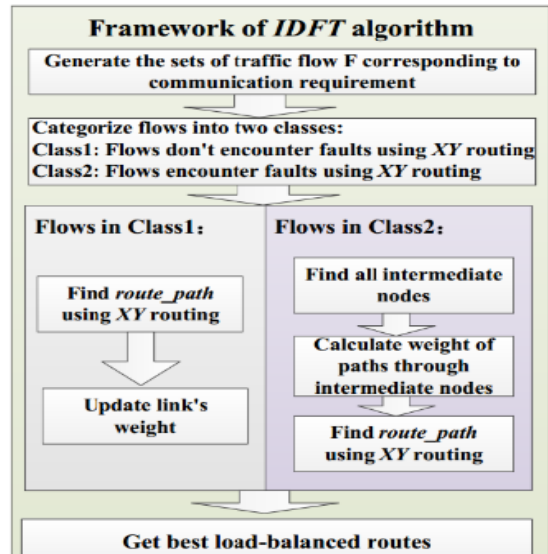 Framework of IDFT algorithm
Generate the sets of traffic flow F corresponding to
communication requirement
Categorize flows into two classes:
Class1: Flows don't encounter faults using XY routing
Class2: Flows encounter faults using XY routing
Flows in Class1:
Find route_path
using XY routing
Update link's
weight
Flows in Class2:
Find all intermediate
nodes
Calculate weight of
paths through
intermediate nodes
Find route_path
using XY routing
Get best load-balanced routes